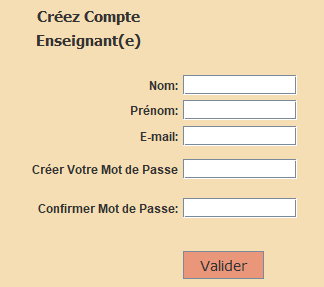 Créez Compte
Enseignant(e)
Nom:
Prénom:
E-mail:
Créer Votre Mot de Passe
Confirmer Mot de Passe:
Valider